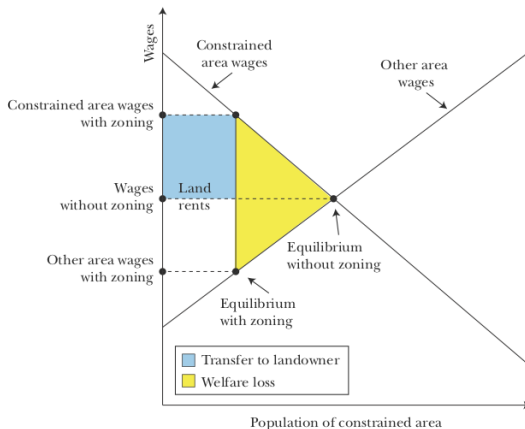 Wages
Constrained
area wages
Other area
wages
Constrained area wages
with zoning
Wages
without zoning
Land
rents
Other area wages
with zoning
Equilibrium
without zoning
Equilibrium
with zoning
Transfer to landowner
Welfare loss
Population of constrained area